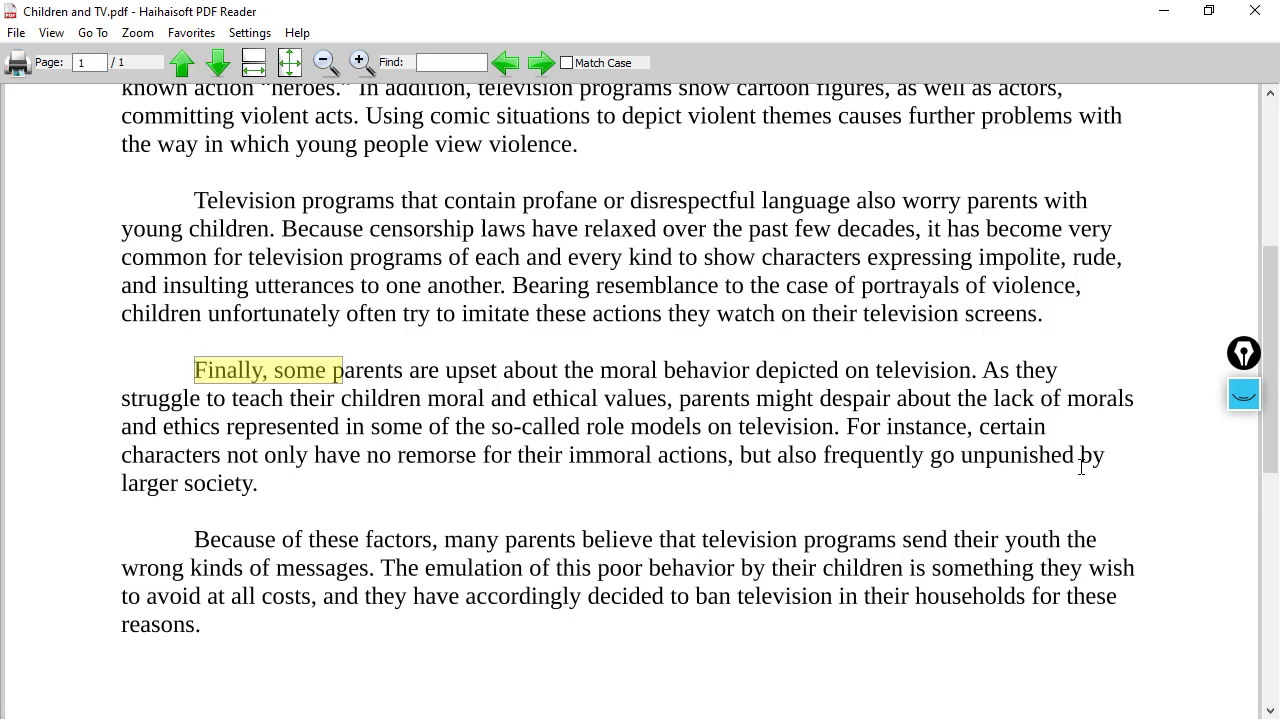 Children and TV.pdf - Haihaisoft PDF Reader
File View Go To Zoom Favorites Settings Help
Page: 1 / 1 Find: Match Case
known action "heroes." In addition, television programs show cartoon figures, as well as actors,
committing violent acts. Using comic situations to depict violent themes causes further problems with
the way in which young people view violence.
Television programs that contain profane or disrespectful language also worry parents with
young children. Because censorship laws have relaxed over the past few decades, it has become very
common for television programs of each and every kind to show characters expressing impolite, rude,
and insulting utterances to one another. Bearing resemblance to the case of portrayals of violence,
children unfortunately often try to imitate these actions they watch on their television screens.
Finally, some parents are upset about the moral behavior depicted on television. As they
struggle to teach their children moral and ethical values, parents might despair about the lack of morals
and ethics represented in some of the so-called role models on television. For instance, certain
characters not only have no remorse for their immoral actions, but also frequently go unpunished by
larger society.
Because of these factors, many parents believe that television programs send their youth the
wrong kinds of messages. The emulation of this poor behavior by their children is something they wish
to avoid at all costs, and they have accordingly decided to ban television in their households for these
reasons.